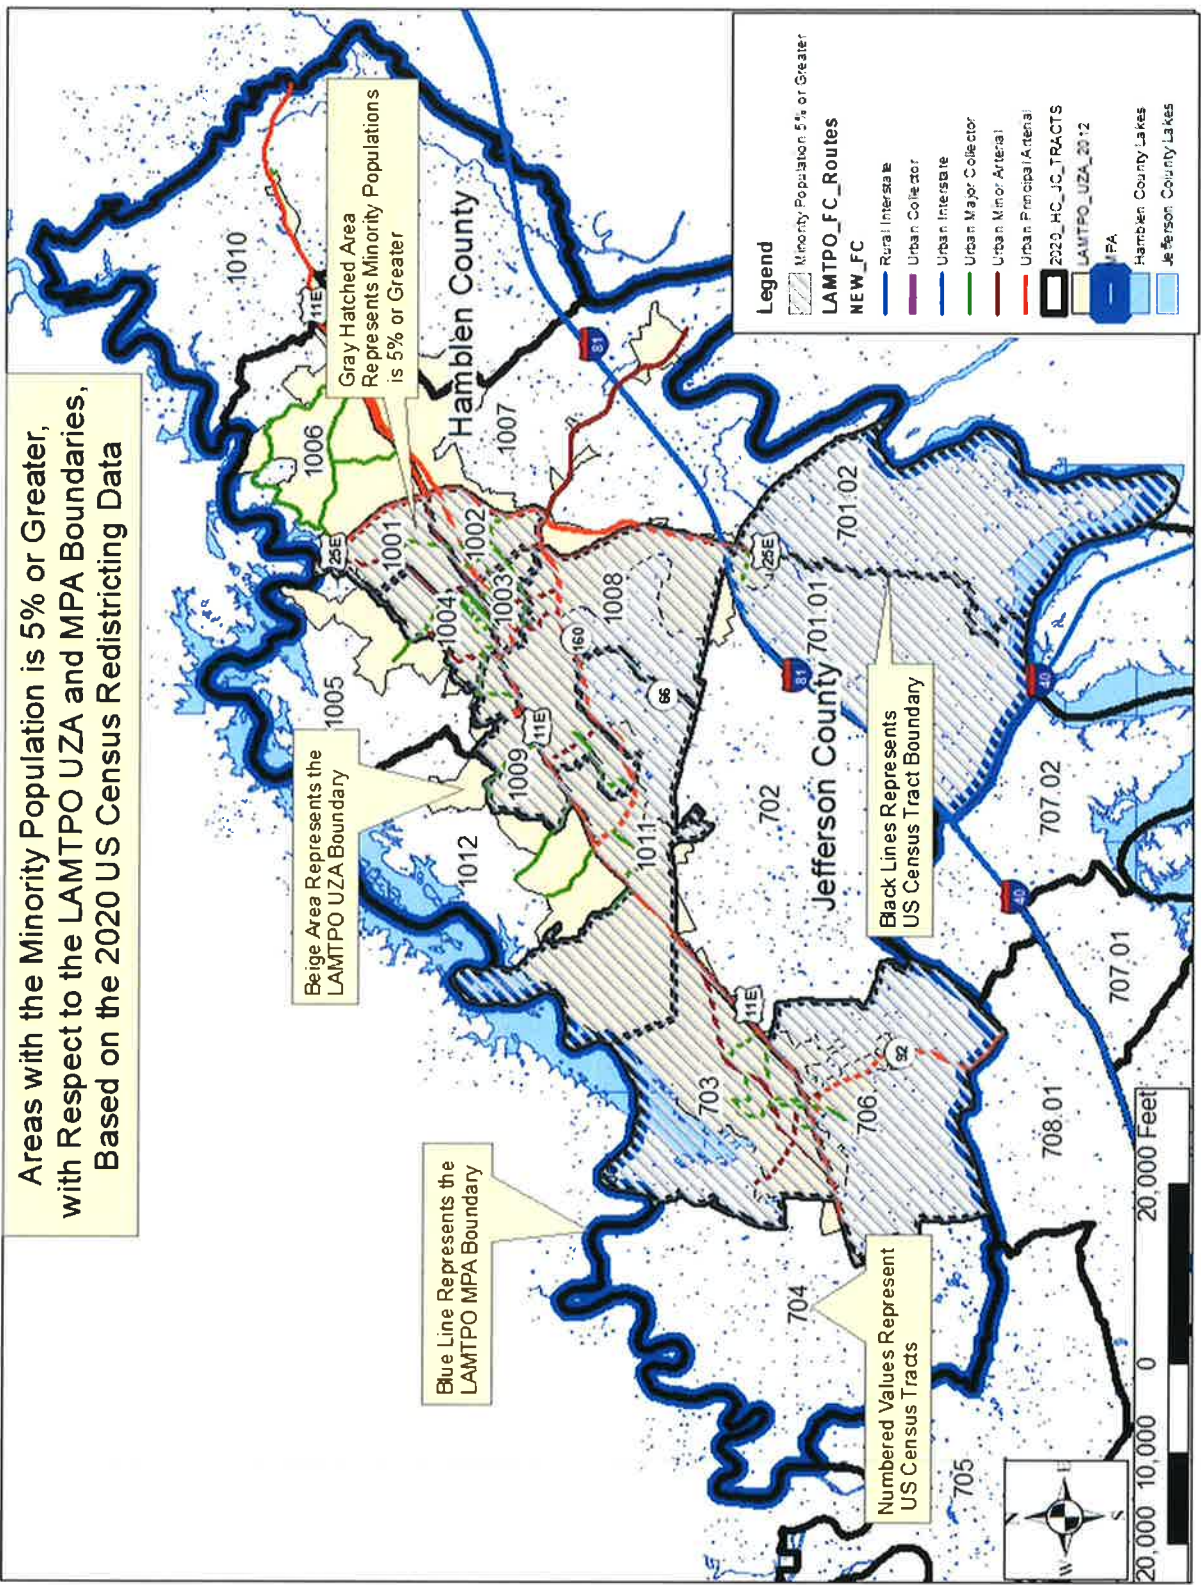 Areas with the Minority Population is 5% or Greater,
with Respect to the LAMTPO UZA and MPA Boundaries,
Based on the 2020 US Census Redistricting Data
Blue Line Represents the
LAMTPO MPA Boundary
Beige Area Represents the
LAMTPO UZA Boundary
Gray Hatched Area
Represents Minority Populations
is 5% or Greater
Numbered Values Represent
US Census Tracts
Black Lines Represents
US Census Tract Boundary
Hamblen County
Jefferson County
1010
1006
1007
1005
1001
1002
1003
1004
1008
1009
1011
1012
701.01
701.02
702
703
704
705
706
707.01
707.02
708.01
11E
25E
160
66
11E
25E
11E
92
81
81
40
40
Legend
Minority Population 5% or Greater
LAMTPO_FC_Routes
NEW_FC
Rural Interstate
Urban Collector
Urban Interstate
Urban Major Collector
Urban Minor Arterial
Urban Principal Arterial
2020_HC_JC_TRACTS
LAMTPO_UZA_2012
MPA
Hamblen County Lakes
Jefferson County Lakes
N
W
E
S
20,000 10,000 0 20,000 Feet